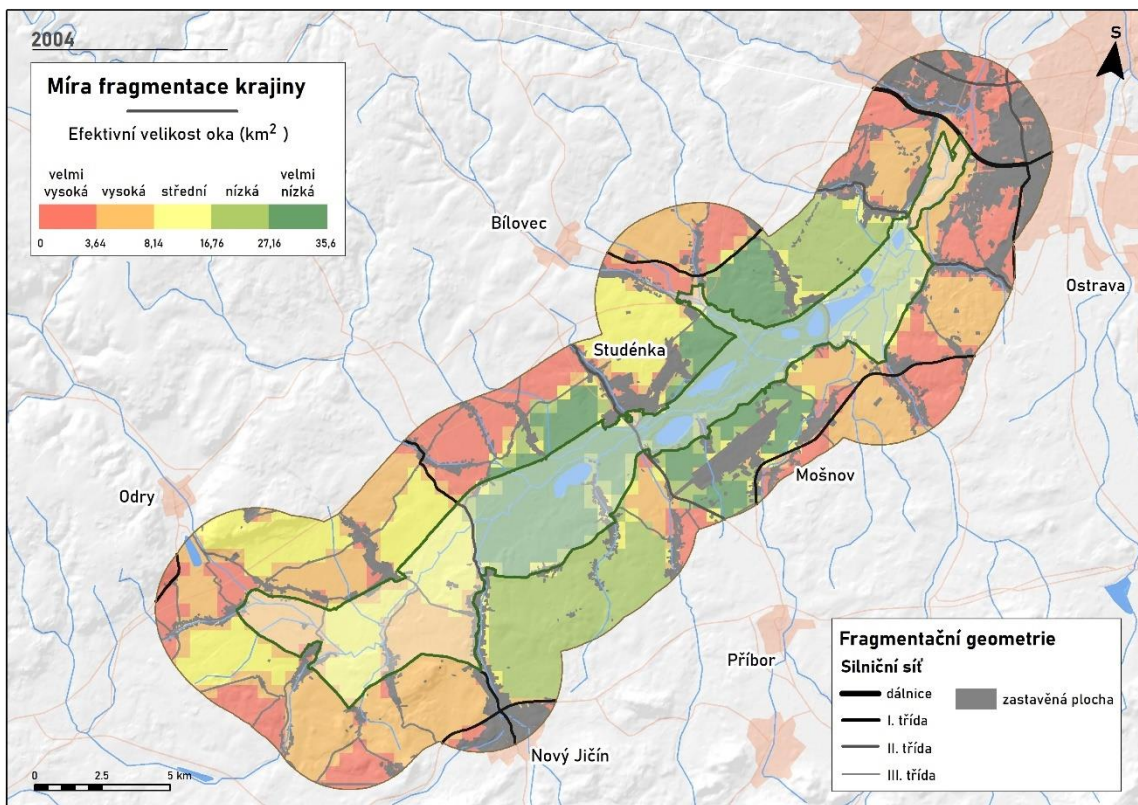 2004
Míra fragmentace krajiny
Efektivní velikost oka (km² )
velmi vysoká
vysoká
střední
nízká
velmi nízká
0 3,64 8,14 16,76 27,16 35,6
S
Bílovec
Ostrava
Studénka
Mošnov
Odry
Příbor
Nový Jičín
Fragmentační geometrie
Silniční síť
dálnice
zastavěná plocha
I. třída
II. třída
III. třída
0 2.5 5 km